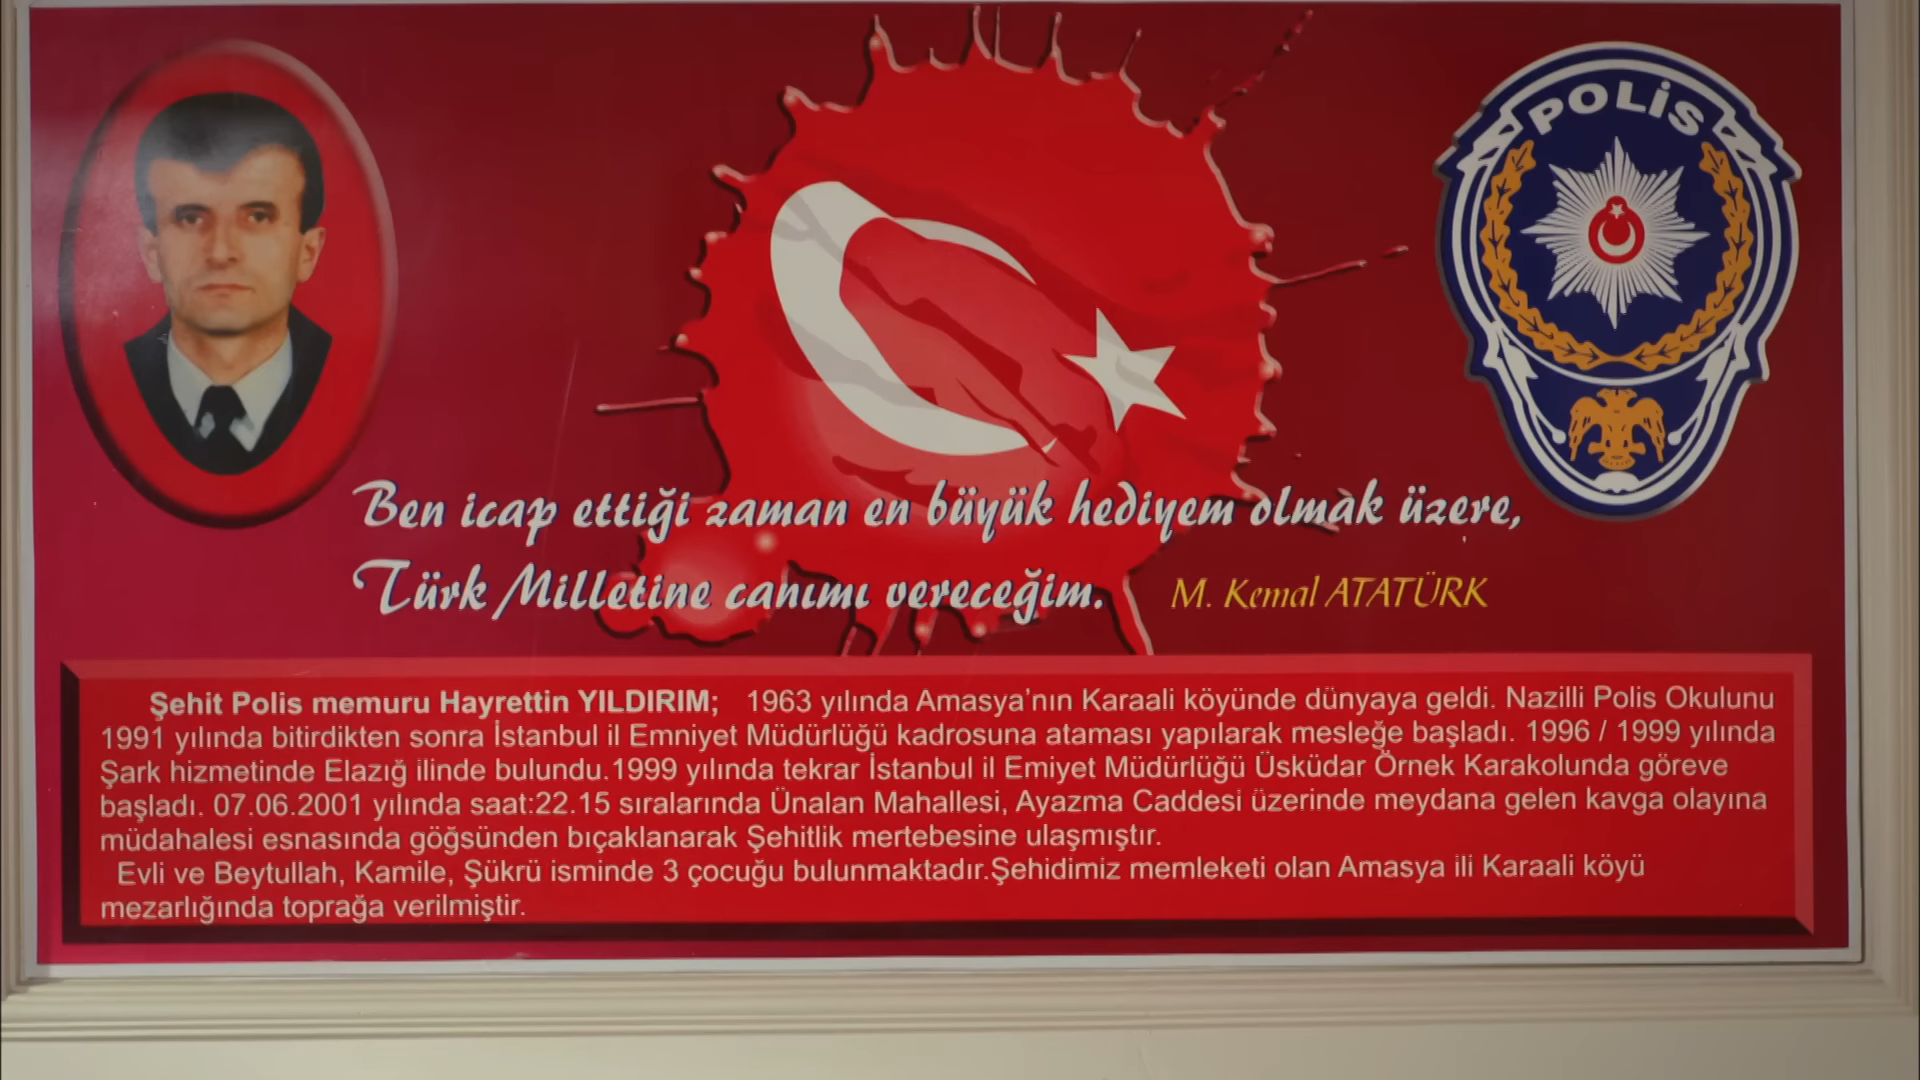 POLİS
Ben icap ettiği zaman en büyük hediyem olmak üzere,
Türk Milletine canımı vereceğim. M. Kemal ATATÜRK
Şehit Polis memuru Hayrettin YILDIRIM; 1963 yılında Amasya'nın Karaali köyünde dünyaya geldi. Nazilli Polis Okulunu
1991 yılında bitirdikten sonra İstanbul il Emniyet Müdürlüğü kadrosuna ataması yapılarak mesleğe başladı. 1996 / 1999 yılında
Şark hizmetinde Elazığ ilinde bulundu.1999 yılında tekrar İstanbul il Emiyet Müdürlüğü Üsküdar Örnek Karakolunda göreve
başladı. 07.06.2001 yılında saat:22.15 sıralarında Ünalan Mahallesi, Ayazma Caddesi üzerinde meydana gelen kavga olayına
müdahalesi esnasında göğsünden bıçaklanarak Şehitlik mertebesine ulaşmıştır.
Evli ve Beytullah, Kamile, Şükrü isminde 3 çocuğu bulunmaktadır.Şehidimiz memleketi olan Amasya ili Karaali köyü
mezarlığında toprağa verilmiştir.